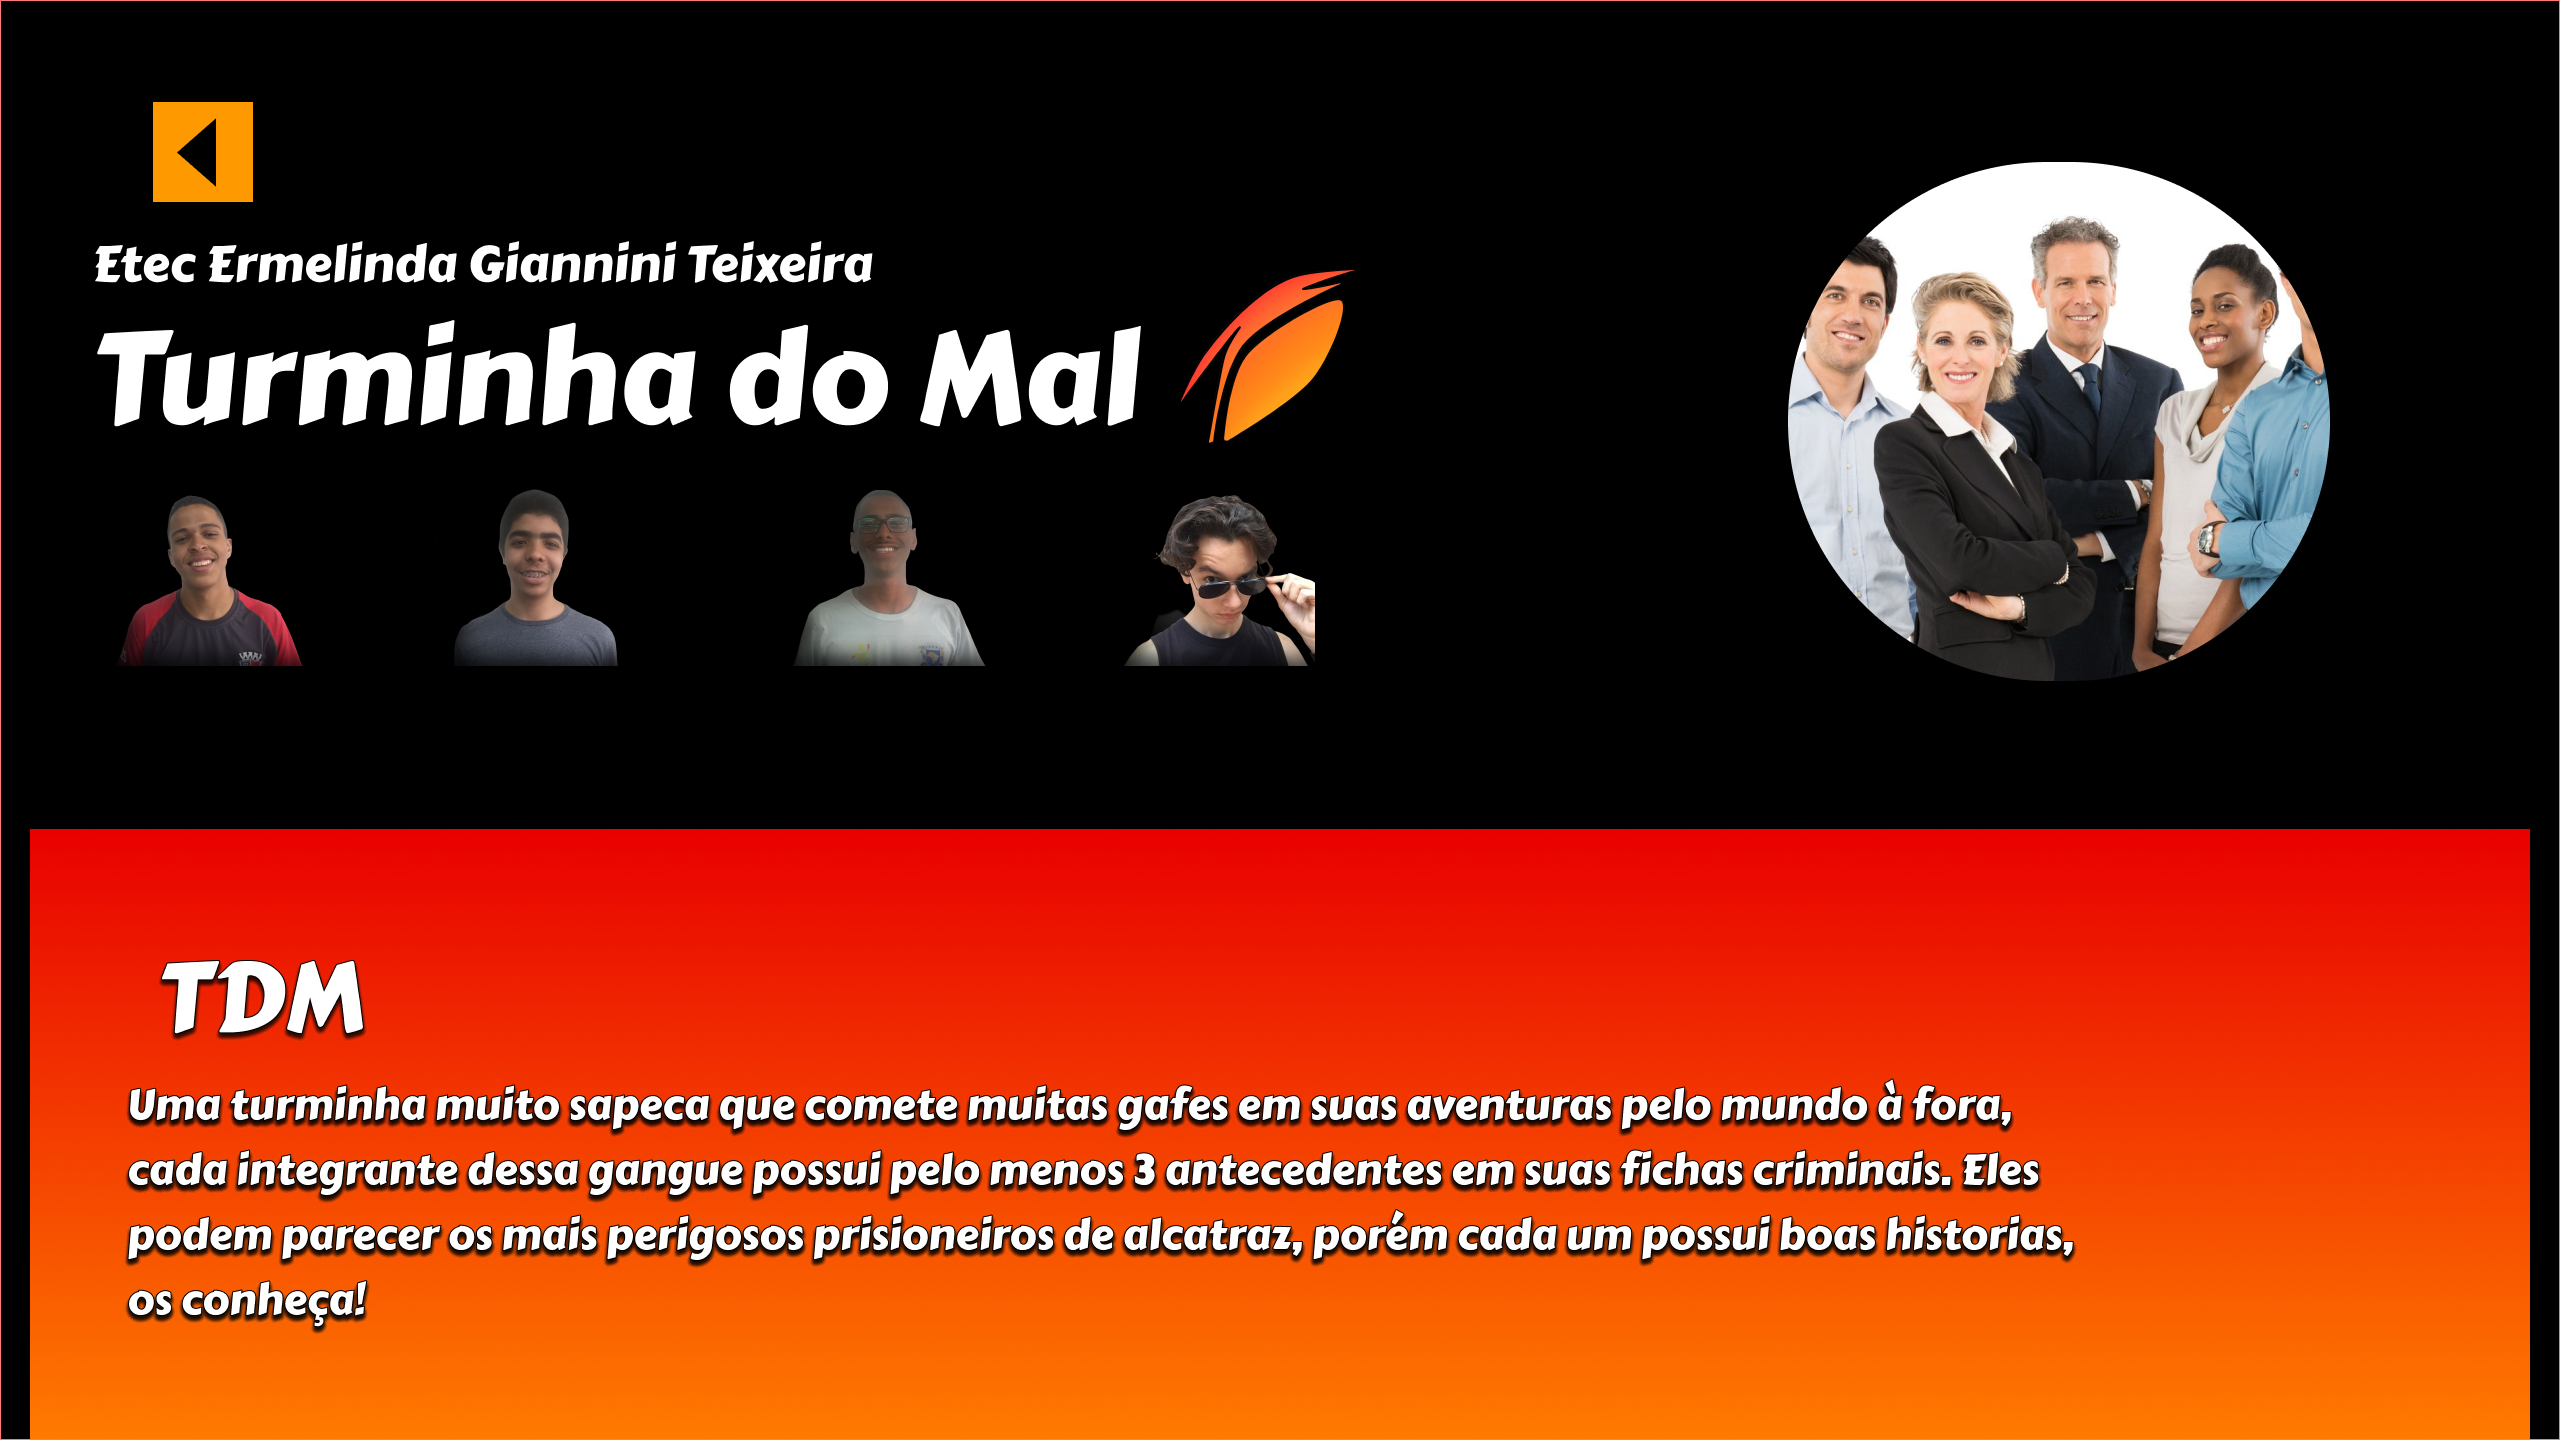 Etec Ermelinda Giannini Teixeira
Turminha do Mal
TDM
Uma turminha muito sapeca que comete muitas gafes em suas aventuras pelo mundo à fora,
cada integrante dessa gangue possui pelo menos 3 antecedentes em suas fichas criminais. Eles
podem parecer os mais perigosos prisioneiros de alcatraz, porém cada um possui boas historias,
os conheça!